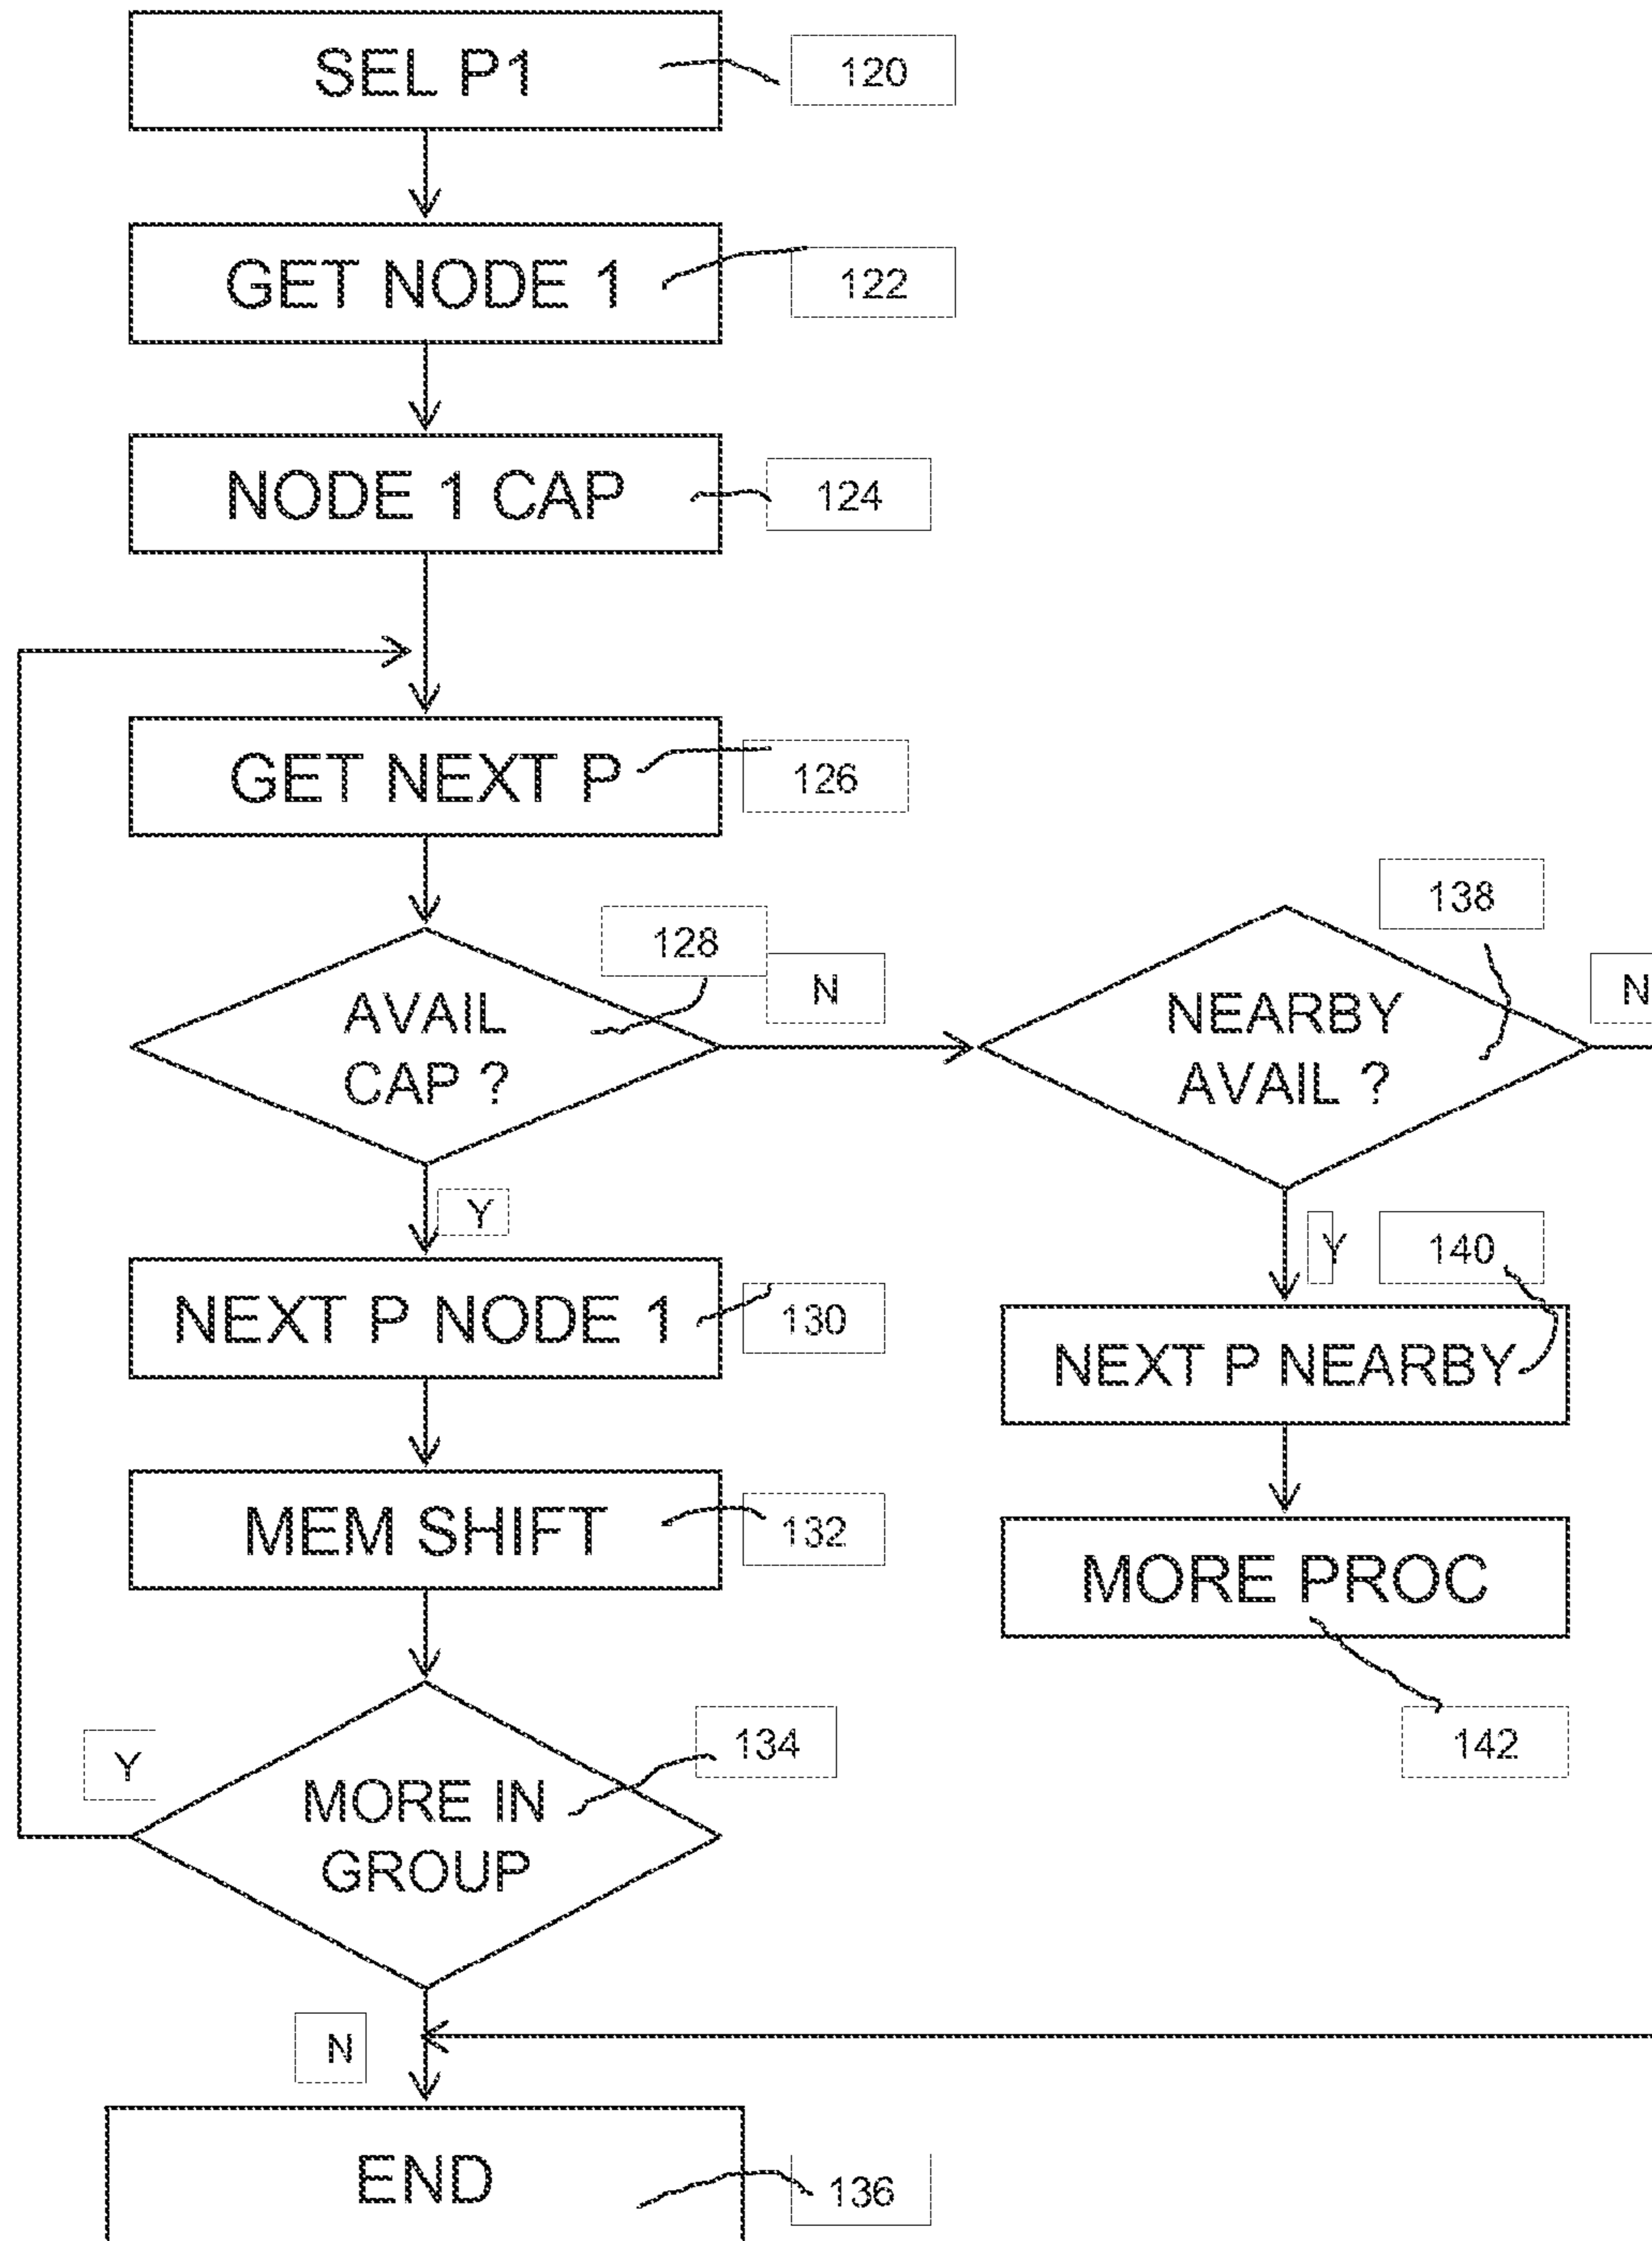 SEL P1
120
GET NODE 1
122
NODE 1 CAP
124
GET NEXT P
126
AVAIL
CAP ?
128
N
NEARBY
AVAIL ?
138
N
Y
NEXT P NODE 1
130
Y
140
NEXT P NEARBY
MEM SHIFT
132
MORE PROC
142
MORE IN
GROUP
134
Y
N
END
136